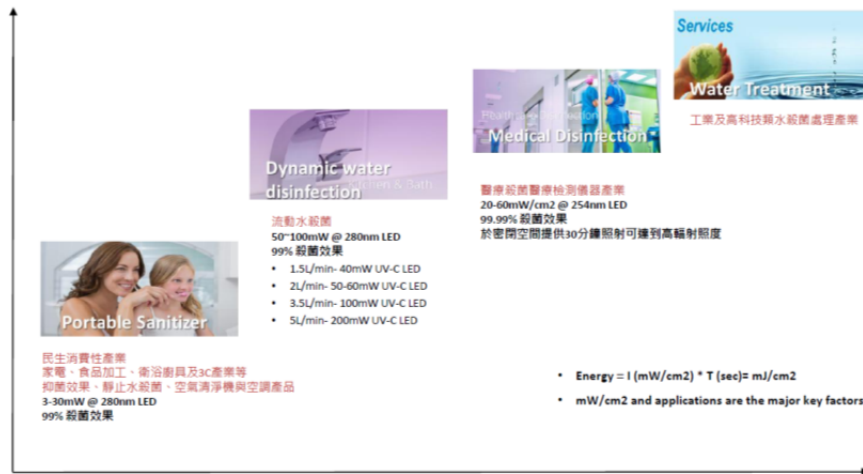 Services
Water Treatment
工業及高科技類水殺菌處理產業
Medical Disinfection
醫療殺菌醫療檢測儀器產業
20-60mW/cm2 @ 254nm LED
99.99% 殺菌效果
於密閉空間提供30分鐘照射可達到高輻射照度
Dynamic water
disinfection
Kitchen & Bath
流動水殺菌
50~100mW @ 280nm LED
99% 殺菌效果
• 1.5L/min- 40mW UV-C LED
• 2L/min- 50-60mW UV-C LED
• 3.5L/min- 100mW UV-C LED
• 5L/min- 200mW UV-C LED
Portable Sanitizer
民生消費性產業
家電、食品加工、衛浴廚具及3C產業等
抑菌效果、靜止水殺菌、空氣清淨機與空調產品
3-30mW @ 280nm LED
99% 殺菌效果
• Energy = I (mW/cm2) * T (sec)= mJ/cm2
• mW/cm2 and applications are the major key factors